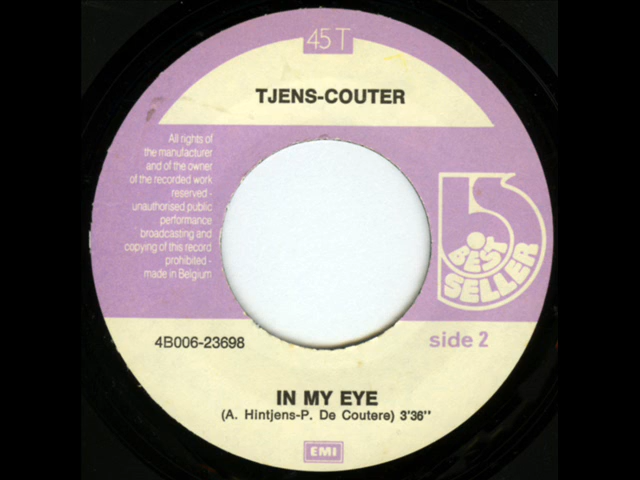 45 T
TJENS-COUTER
All rights of
the manufacturer
and of the owner
of the recorded work
reserved -
unauthorised public
performance
broadcasting and
copying of this record
prohibited -
made in Belgium
BEST
SELLER
4B006-23698
side 2
IN MY EYE
(A. Hintjens-P. De Coutere) 3'36"
EMI